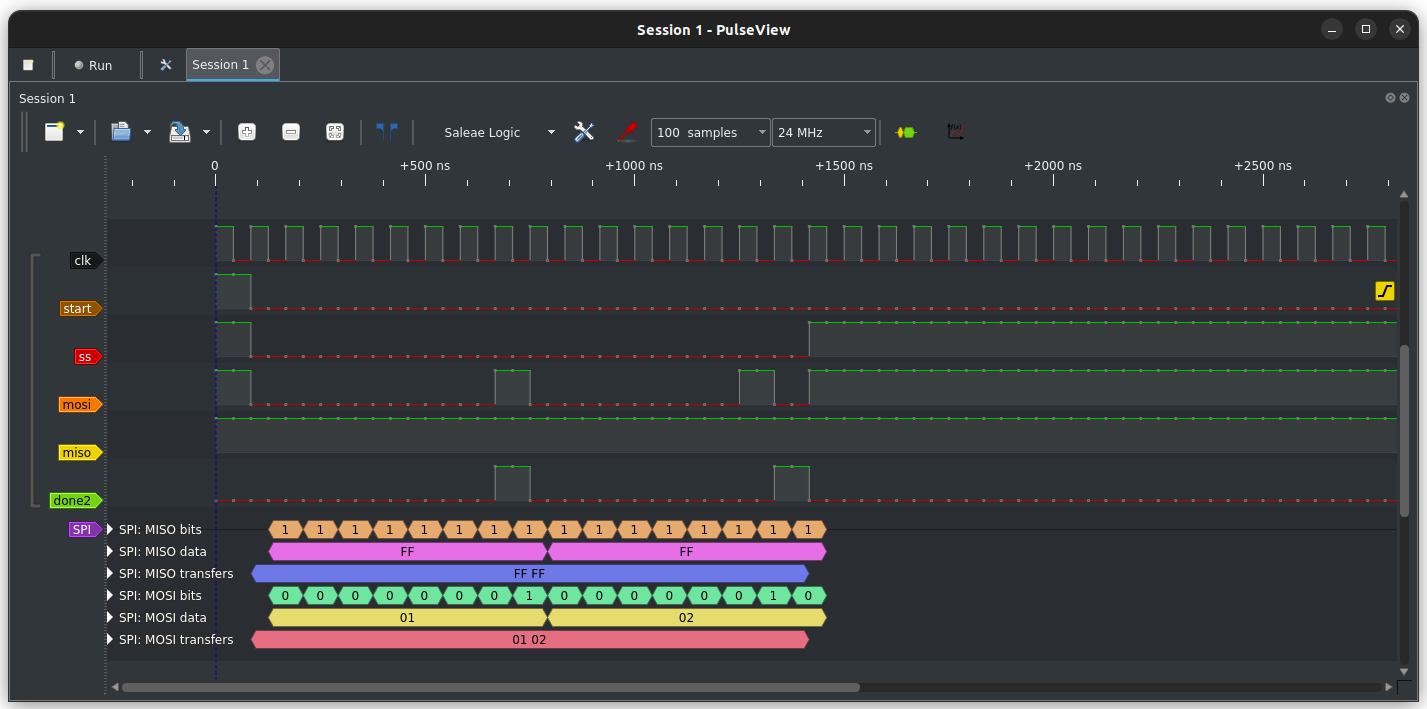 Session 1 - PulseView
Run
Session 1
Session 1
Saleae Logic
100 samples
24 MHz
0 +500 ns +1000 ns +1500 ns +2000 ns +2500 ns
clk
start
ss
mosi
miso
done2
SPI SPI: MISO bits 1 1 1 1 1 1 1 1 1 1 1 1 1 1 1 1
SPI: MISO data FF FF
SPI: MISO transfers FF FF
SPI: MOSI bits 0 0 0 0 0 0 0 1 0 0 0 0 0 0 1 0
SPI: MOSI data 01 02
SPI: MOSI transfers 01 02